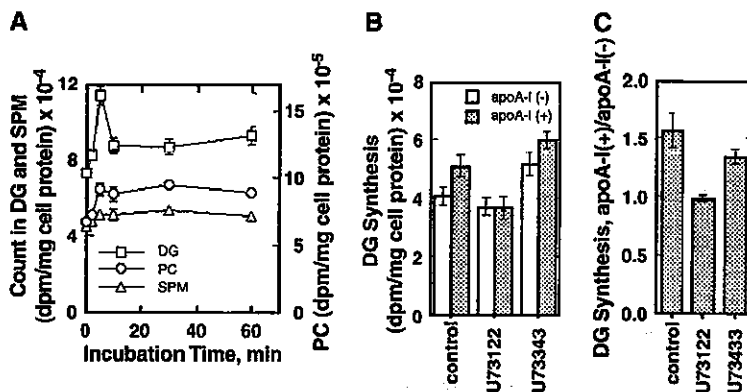 A
Count in DG and SPM
(dpm/mg cell protein) x 10-4
12
8
4
0
DG
PC
SPM
0
20
40
60
Incubation Time, min
15
10
5
0
PC (dpm/mg cell protein) x 10-5
B
DG Synthesis
(dpm/mg cell protein) x 10-4
8
6
4
2
0
apoA-I (-)
apoA-I (+)
control
U73122
U73343
C
DG Synthesis, apoA-I(+)/apoA-I(-)
2.0
1.5
1.0
0.5
0.0
control
U73122
U73433